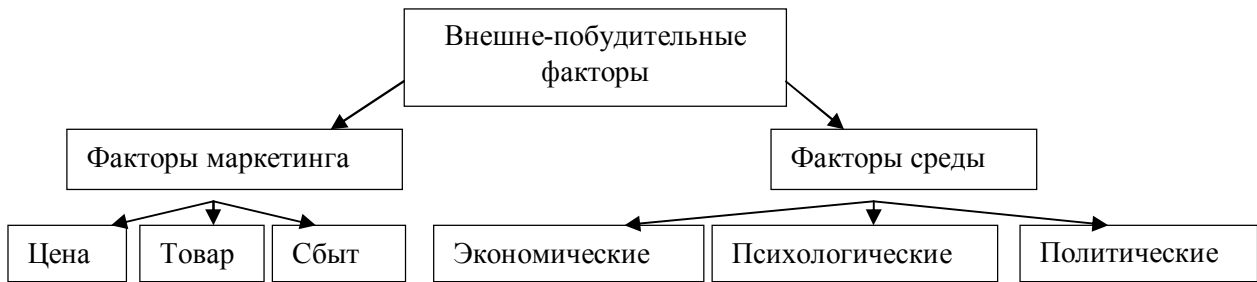 Внешне-побудительные
факторы
Факторы маркетинга
Факторы среды
Цена
Товар
Сбыт
Экономические
Психологические
Политические